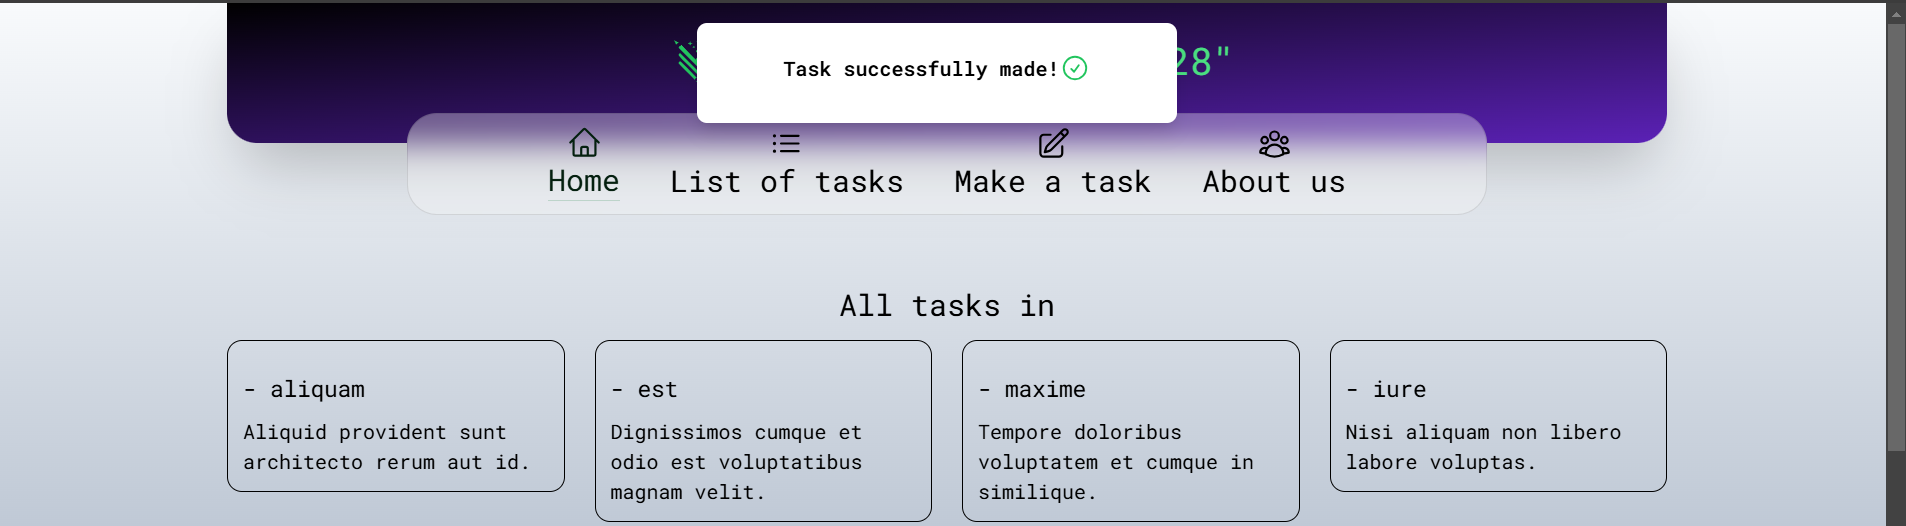 Task successfully made!
28"
Home
List of tasks
Make a task
About us
All tasks in
- aliquam
Aliquid provident sunt
architecto rerum aut id.
- est
Dignissimos cumque et
odio est voluptatibus
magnam velit.
- maxime
Tempore doloribus
voluptatem et cumque in
similique.
- iure
Nisi aliquam non libero
labore voluptas.